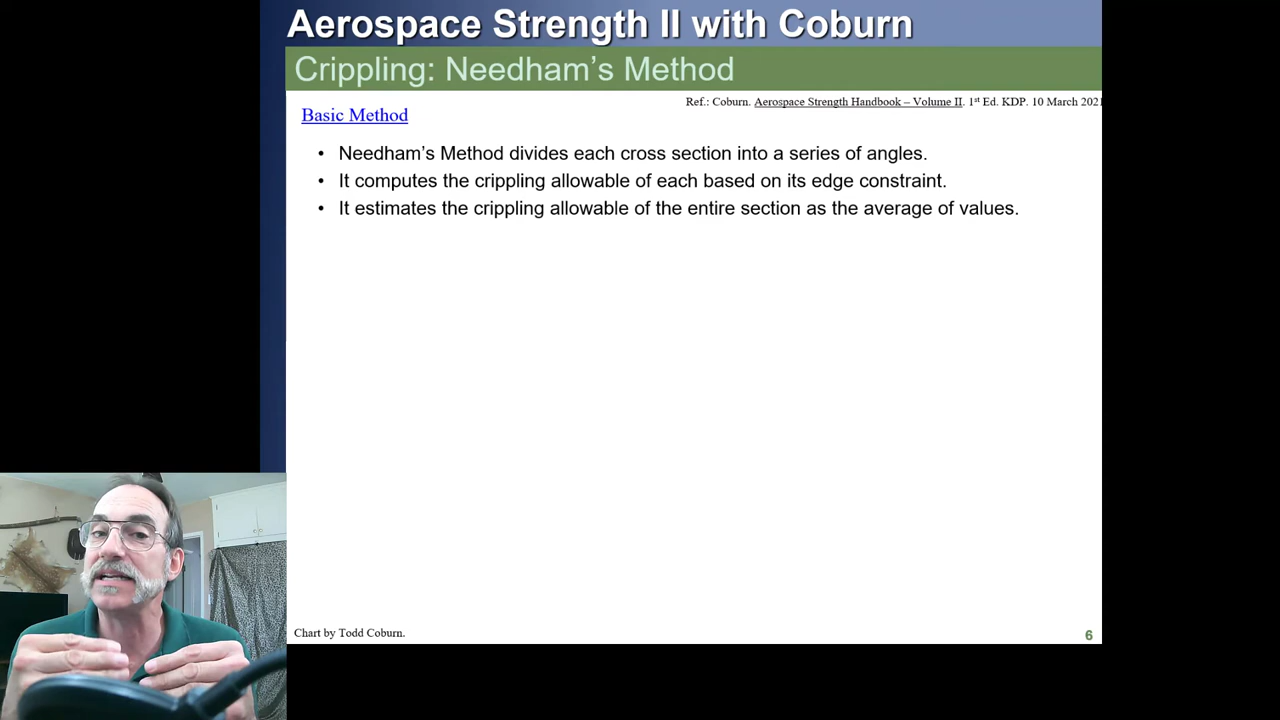 Aerospace Strength II with Coburn
Crippling: Needham's Method
Ref.: Coburn. Aerospace Strength Handbook – Volume II. 1st Ed. KDP. 10 March 2021
Basic Method
• Needham's Method divides each cross section into a series of angles.
• It computes the crippling allowable of each based on its edge constraint.
• It estimates the crippling allowable of the entire section as the average of values.
Chart by Todd Coburn.
6